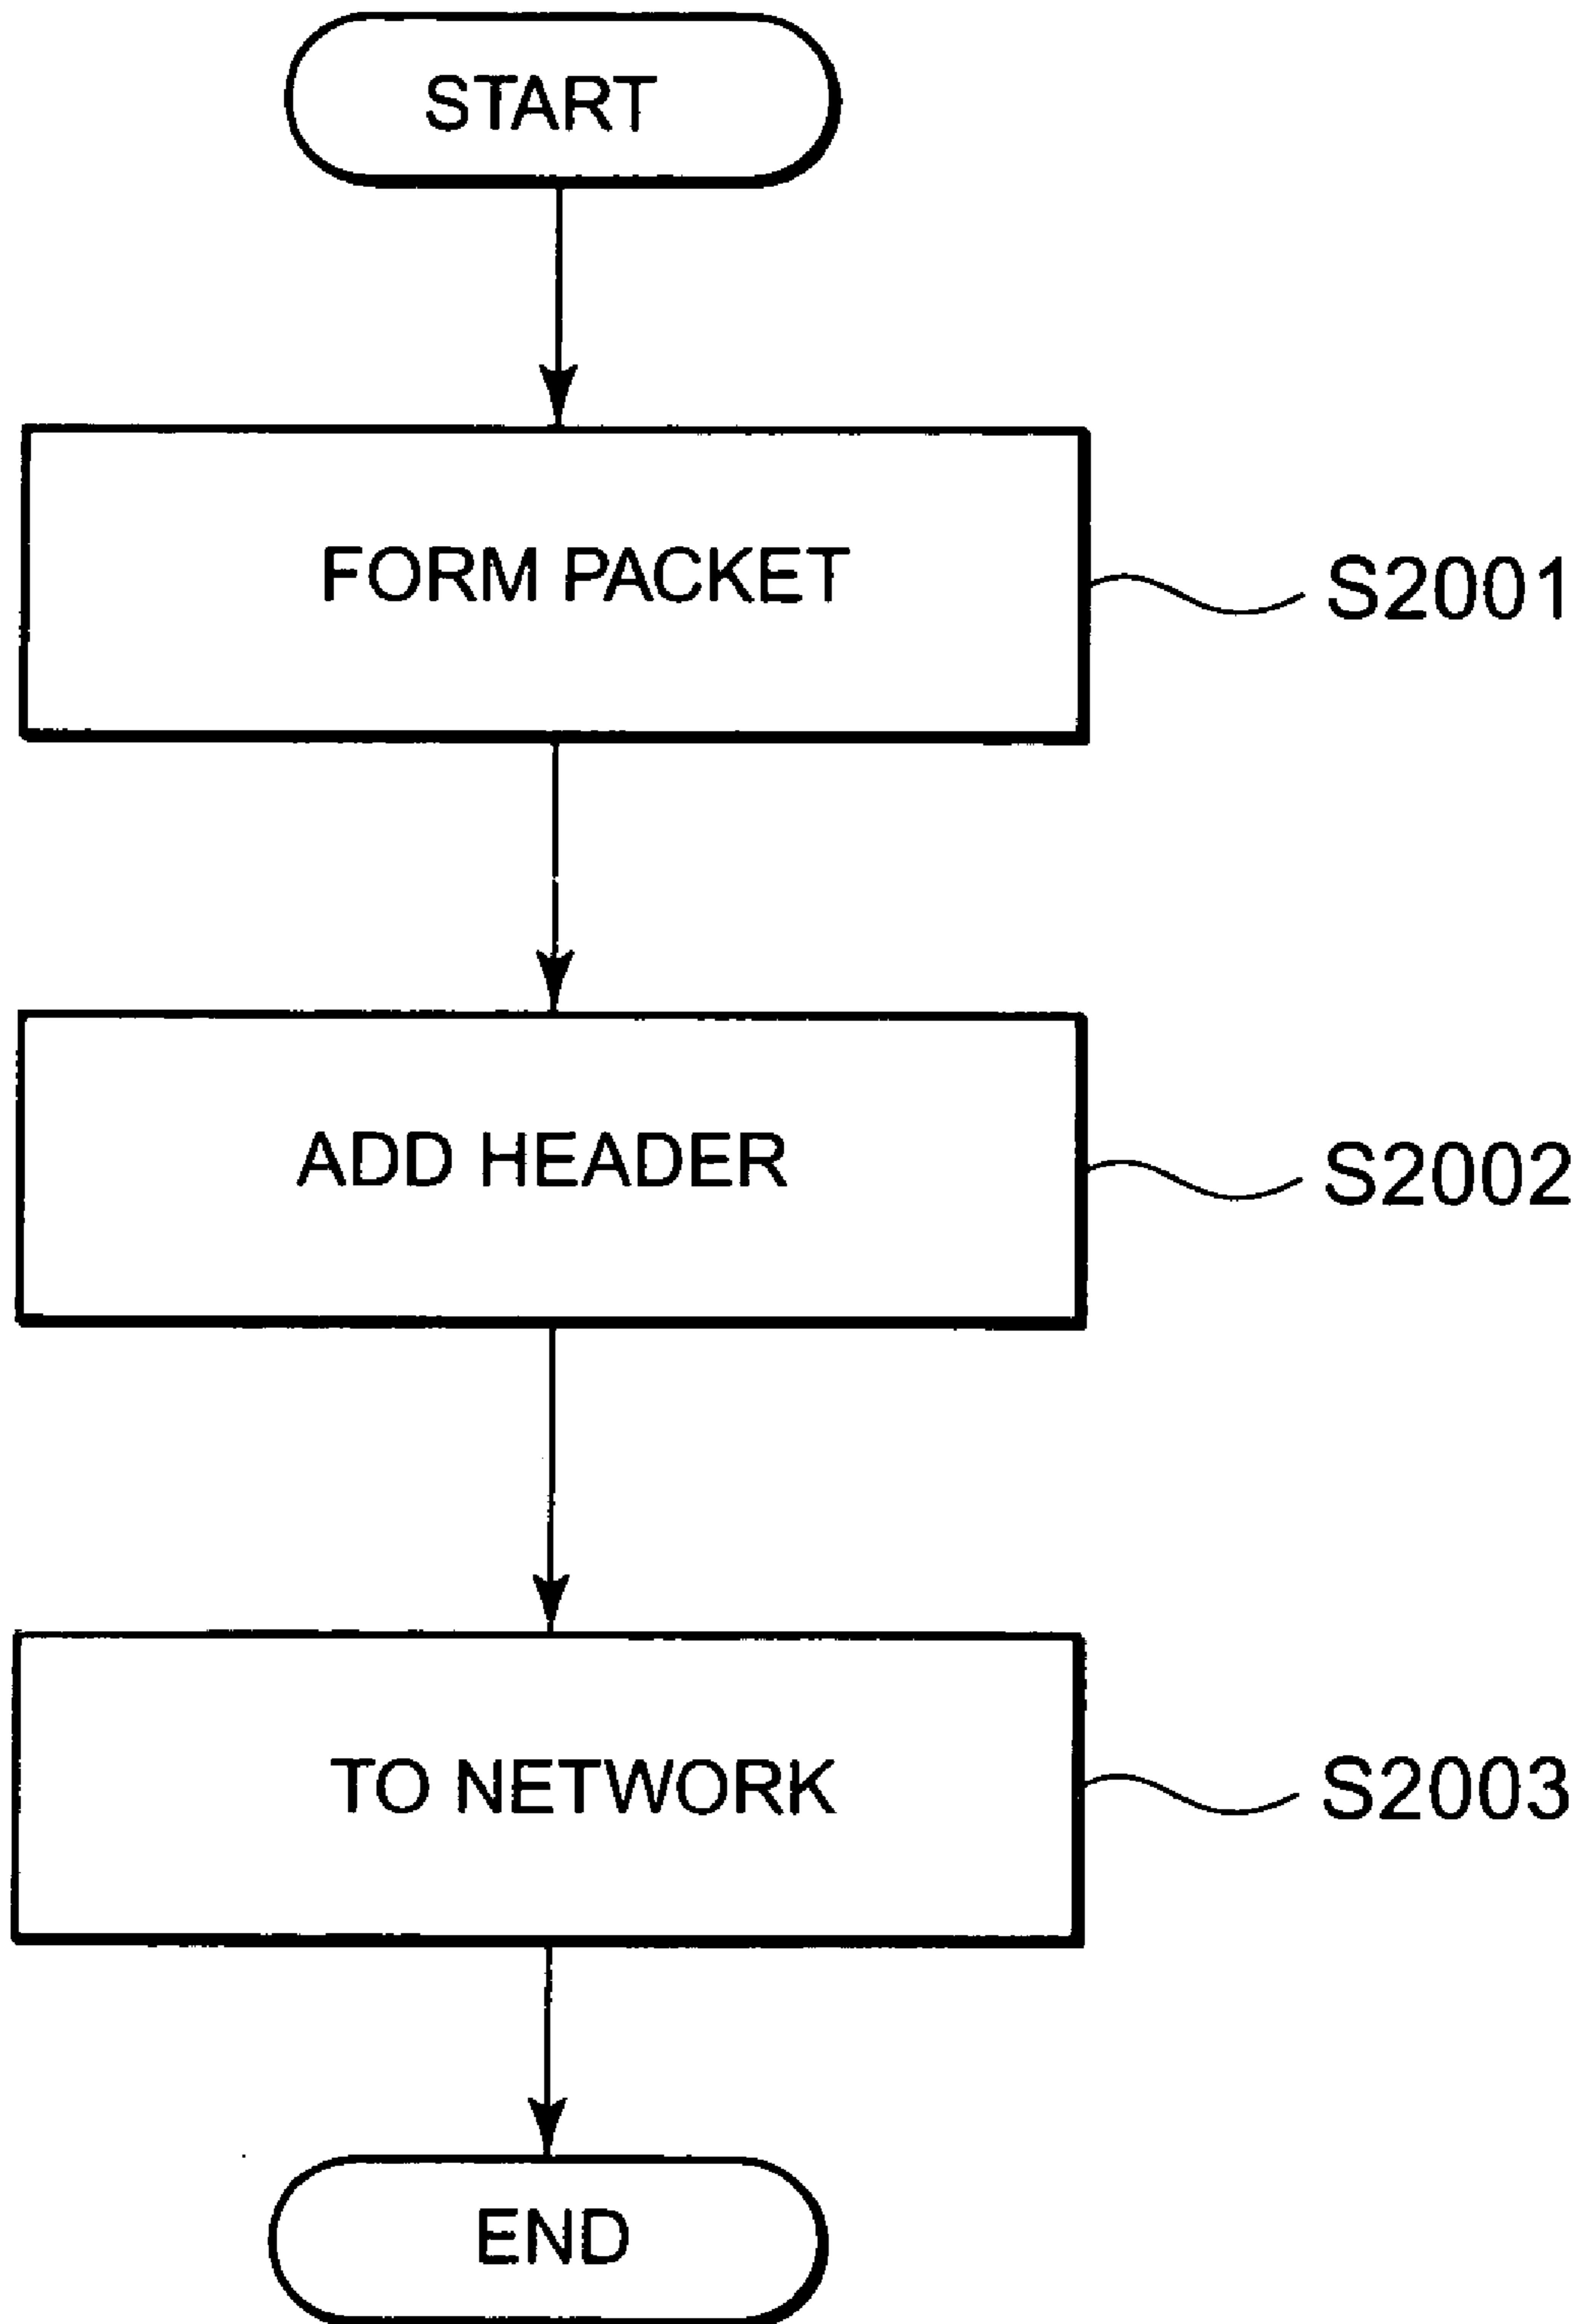 START
FORM PACKET
S2001
ADD HEADER
S2002
TO NETWORK
S2003
END